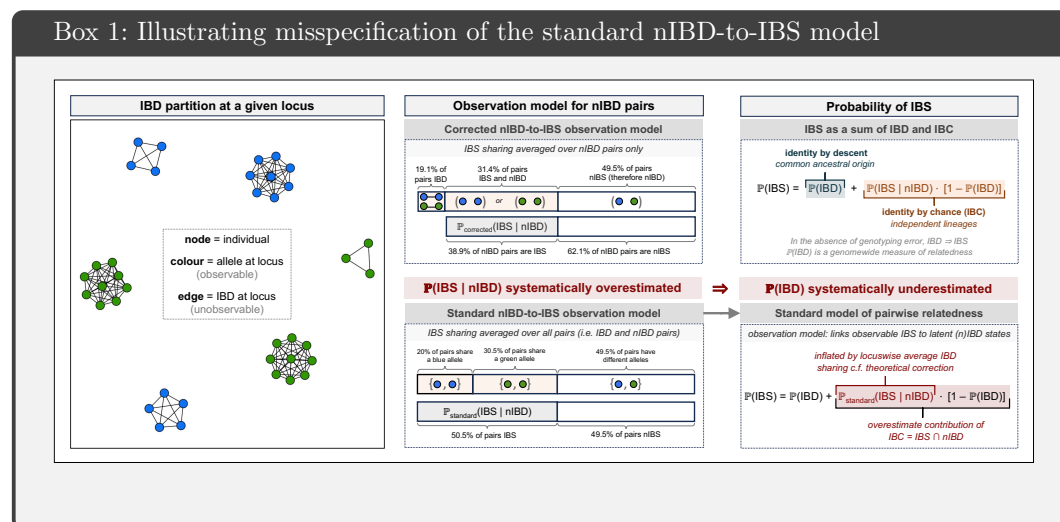 Box 1: Illustrating misspecification of the standard nIBD-to-IBS model
IBD partition at a given locus
node = individual
colour = allele at locus
(observable)
edge = IBD at locus
(unobservable)
Observation model for nIBD pairs
Corrected nIBD-to-IBS observation model
IBS sharing averaged over nIBD pairs only
19.1% of
pairs IBD
31.4% of pairs
IBS and nIBD
49.5% of pairs
nIBS (therefore nIBD)
or
ℙcorrected(IBS | nIBD)
38.9% of nIBD pairs are IBS
62.1% of nIBD pairs are nIBS
ℙ(IBS | nIBD) systematically overestimated
Standard nIBD-to-IBS observation model
IBS sharing averaged over all pairs (i.e. IBD and nIBD pairs)
20% of pairs share
a blue allele
30.5% of pairs share
a green allele
49.5% of pairs have
different alleles
ℙstandard(IBS | nIBD)
50.5% of pairs IBS
49.5% of pairs nIBS
Probability of IBS
IBS as a sum of IBD and IBC
identity by descent
common ancestral origin
ℙ(IBS) = ℙ(IBD) + ℙ(IBS | nIBD) · [1 − ℙ(IBD)]
identity by chance (IBC)
independent lineages
In the absence of genotyping error, IBD ⇒ IBS
ℙ(IBD) is a genomewide measure of relatedness
⇒
ℙ(IBD) systematically underestimated
Standard model of pairwise relatedness
observation model: links observable IBS to latent (n)IBD states
inflated by locuswise average IBD
sharing c.f. theoretical correction
ℙ(IBS) = ℙ(IBD) + ℙstandard(IBS | nIBD) · [1 − ℙ(IBD)]
overestimate contribution of
IBC = IBS ∩ nIBD